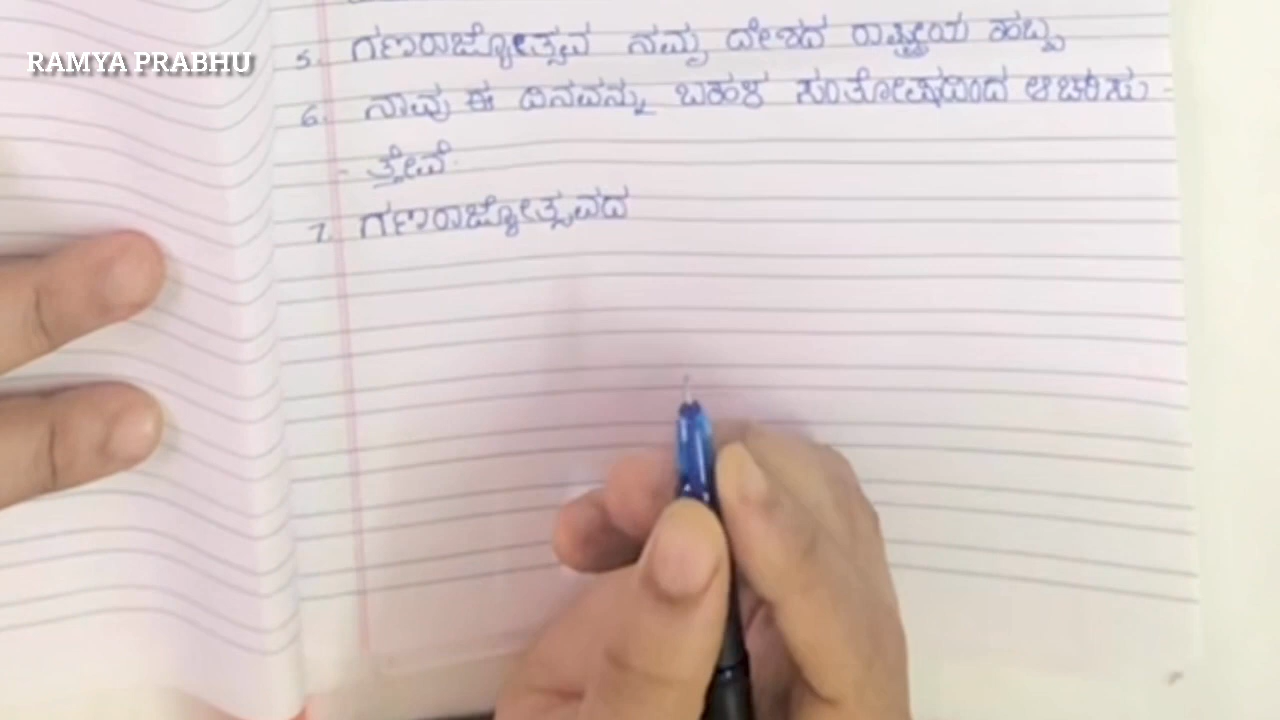 RAMYA PRABHU
5. ಗಣರಾಜ್ಯೋತ್ಸವ ನಮ್ಮ ದೇಶದ ರಾಷ್ಟ್ರೀಯ ಹಬ್ಬ
6. ನಾವು ಈ ದಿನವನ್ನು ಬಹಳ ಸಂತೋಷದಿಂದ ಆಚರಿಸು -
- ತ್ತೇವೆ.
7. ಗಣರಾಜ್ಯೋತ್ಸವದ